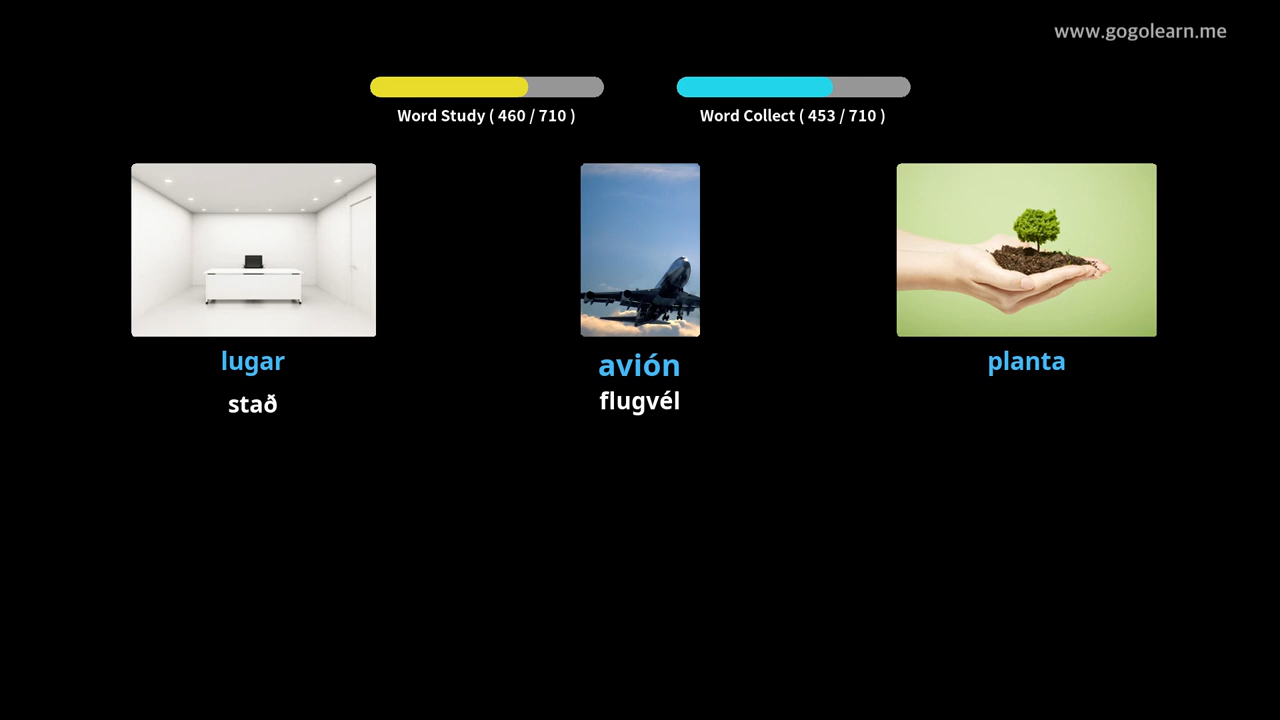 www.gogolearn.me
Word Study ( 460 / 710 )
Word Collect ( 453 / 710 )
lugar
stað
avión
flugvél
planta